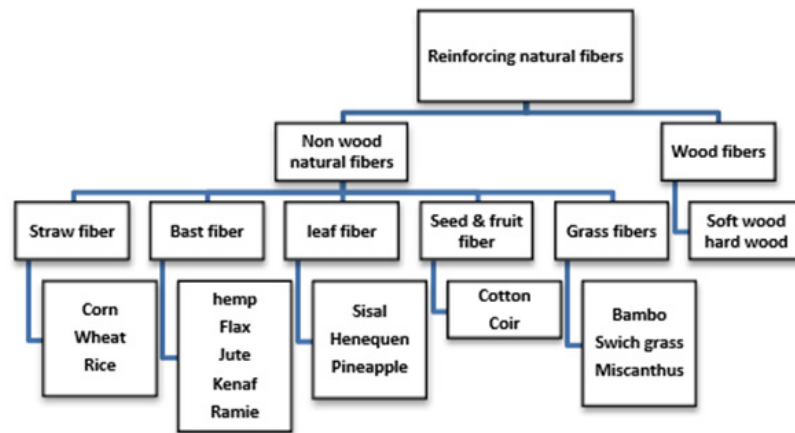 Reinforcing natural fibers
Non wood
natural fibers
Wood fibers
Straw fiber
Bast fiber
leaf fiber
Seed & fruit
fiber
Grass fibers
Soft wood
hard wood
Corn
Wheat
Rice
hemp
Flax
Jute
Kenaf
Ramie
Sisal
Henequen
Pineapple
Cotton
Coir
Bambo
Swich grass
Miscanthus